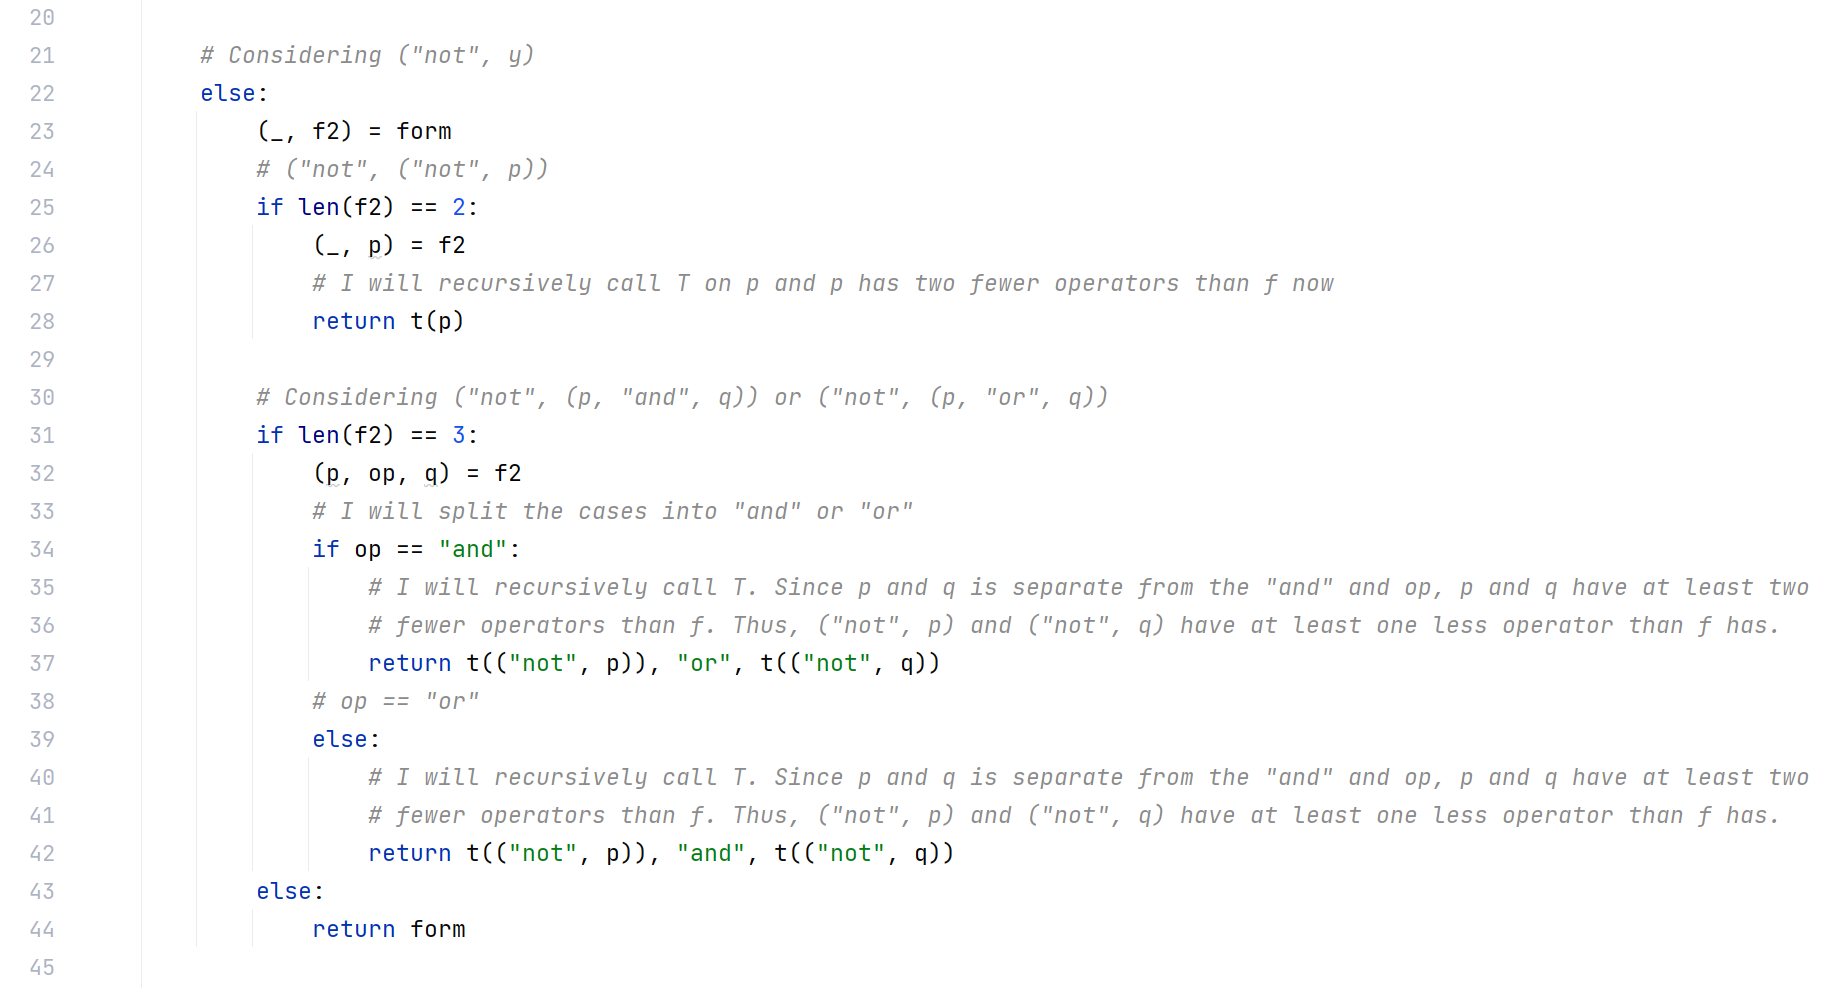 20
21 # Considering ("not", y)
22 else:
23 (_, f2) = form
24 # ("not", ("not", p))
25 if len(f2) == 2:
26 (_, p) = f2
27 # I will recursively call T on p and p has two fewer operators than f now
28 return t(p)
29
30 # Considering ("not", (p, "and", q)) or ("not", (p, "or", q))
31 if len(f2) == 3:
32 (p, op, q) = f2
33 # I will split the cases into "and" or "or"
34 if op == "and":
35 # I will recursively call T. Since p and q is separate from the "and" and op, p and q have at least two
36 # fewer operators than f. Thus, ("not", p) and ("not", q) have at least one less operator than f has.
37 return t(("not", p)), "or", t(("not", q))
38 # op == "or"
39 else:
40 # I will recursively call T. Since p and q is separate from the "and" and op, p and q have at least two
41 # fewer operators than f. Thus, ("not", p) and ("not", q) have at least one less operator than f has.
42 return t(("not", p)), "and", t(("not", q))
43 else:
44 return form
45